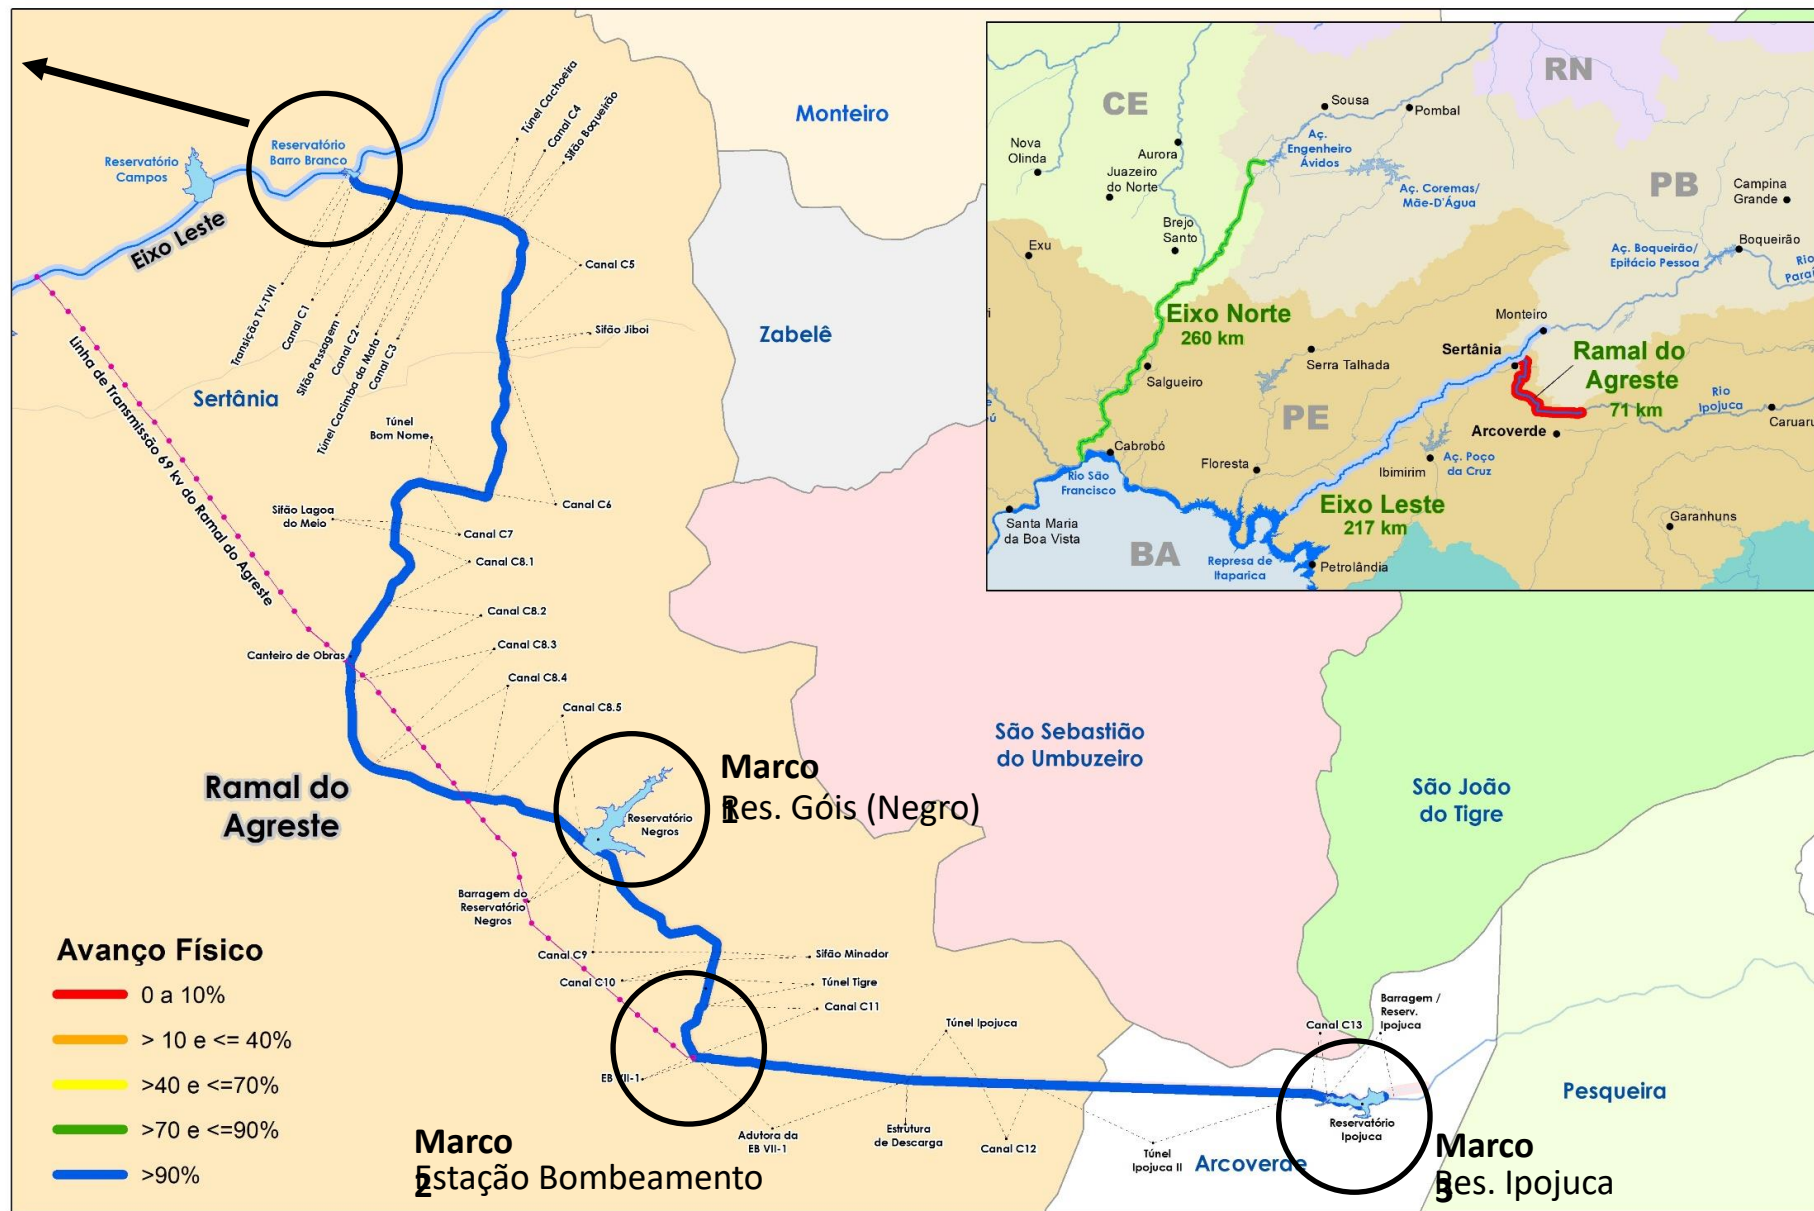 Monteiro
Reservatório
Barro Branco
Reservatório
Campos
Eixo Leste
Túnel Cachoeira
Canal C4
Sifão Boqueirão
Transição TV-TVII
Canal C1
Sifão Passagem
Canal C2
Túnel Cacimba da Mata
Canal C3
Canal C5
Sifão Jiboi
Zabelê
Sertânia
Linha de Transmissão 69 kv do Ramal do Agreste
Túnel
Bom Nome
Canal C6
Sifão Lagoa
do Meio
Canal C7
Canal C8.1
Canal C8.2
Canteiro de Obras
Canal C8.3
Canal C8.4
Canal C8.5
Ramal do
Agreste
Reservatório
Negros
Marco
1
Res. Góis (Negro)
São Sebastião
do Umbuzeiro
São João
do Tigre
Barragem do
Reservatório
Negros
Canal C9
Sifão Minador
Canal C10
Túnel Tigre
Canal C11
Túnel Ipojuca
EB VII-1
Adutora da
EB VII-1
Estrutura
de Descarga
Canal C12
Túnel
Ipojuca II
Arcoverde
Canal C13
Barragem /
Reserv.
Ipojuca
Reservatório
Ipojuca
Pesqueira
Marco
2
Estação Bombeamento
Marco
3
Res. Ipojuca
Avanço Físico
0 a 10%
> 10 e <= 40%
>40 e <=70%
>70 e <=90%
>90%
CE
RN
PB
PE
BA
Nova
Olinda
Aurora
Juazeiro
do Norte
Brejo
Santo
Exu
Sousa
Pombal
Aç.
Engenheiro
Ávidos
Aç. Coremas/
Mãe-D'Água
Campina
Grande
Boqueirão
Aç. Boqueirão/
Epitácio Pessoa
Rio
Paraí
Eixo Norte
260 km
Salgueiro
Serra Talhada
Monteiro
Sertânia
Ramal do
Agreste
71 km
Rio
Ipojuca
Arcoverde
Caruaru
Cabrobó
Floresta
Ibimirim
Aç. Poço
da Cruz
Rio São
Francisco
Eixo Leste
217 km
Santa Maria
da Boa Vista
Garanhuns
Represa de
Itaparica
Petrolândia